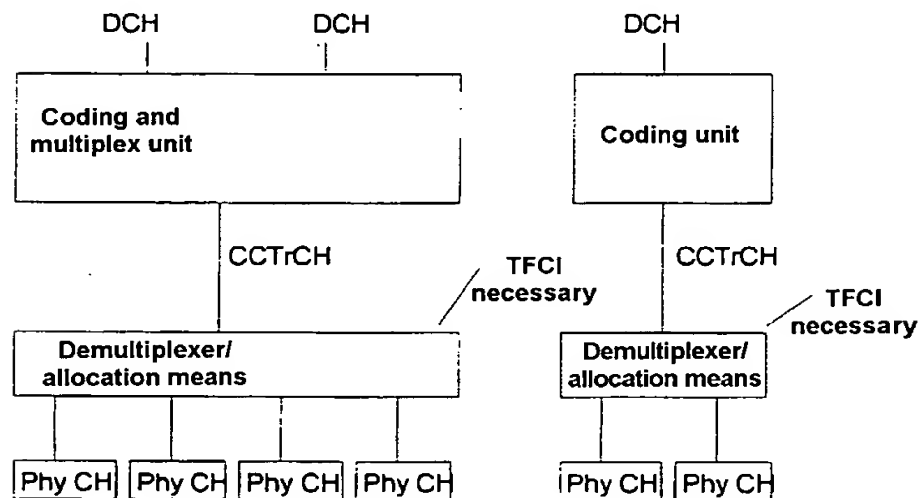 DCH DCH DCH
Coding and
multiplex unit
Coding unit
CCTrCH CCTrCH
TFCI
necessary
TFCI
necessary
Demultiplexer/
allocation means
Demultiplexer/
allocation means
Phy CH Phy CH Phy CH Phy CH Phy CH Phy CH